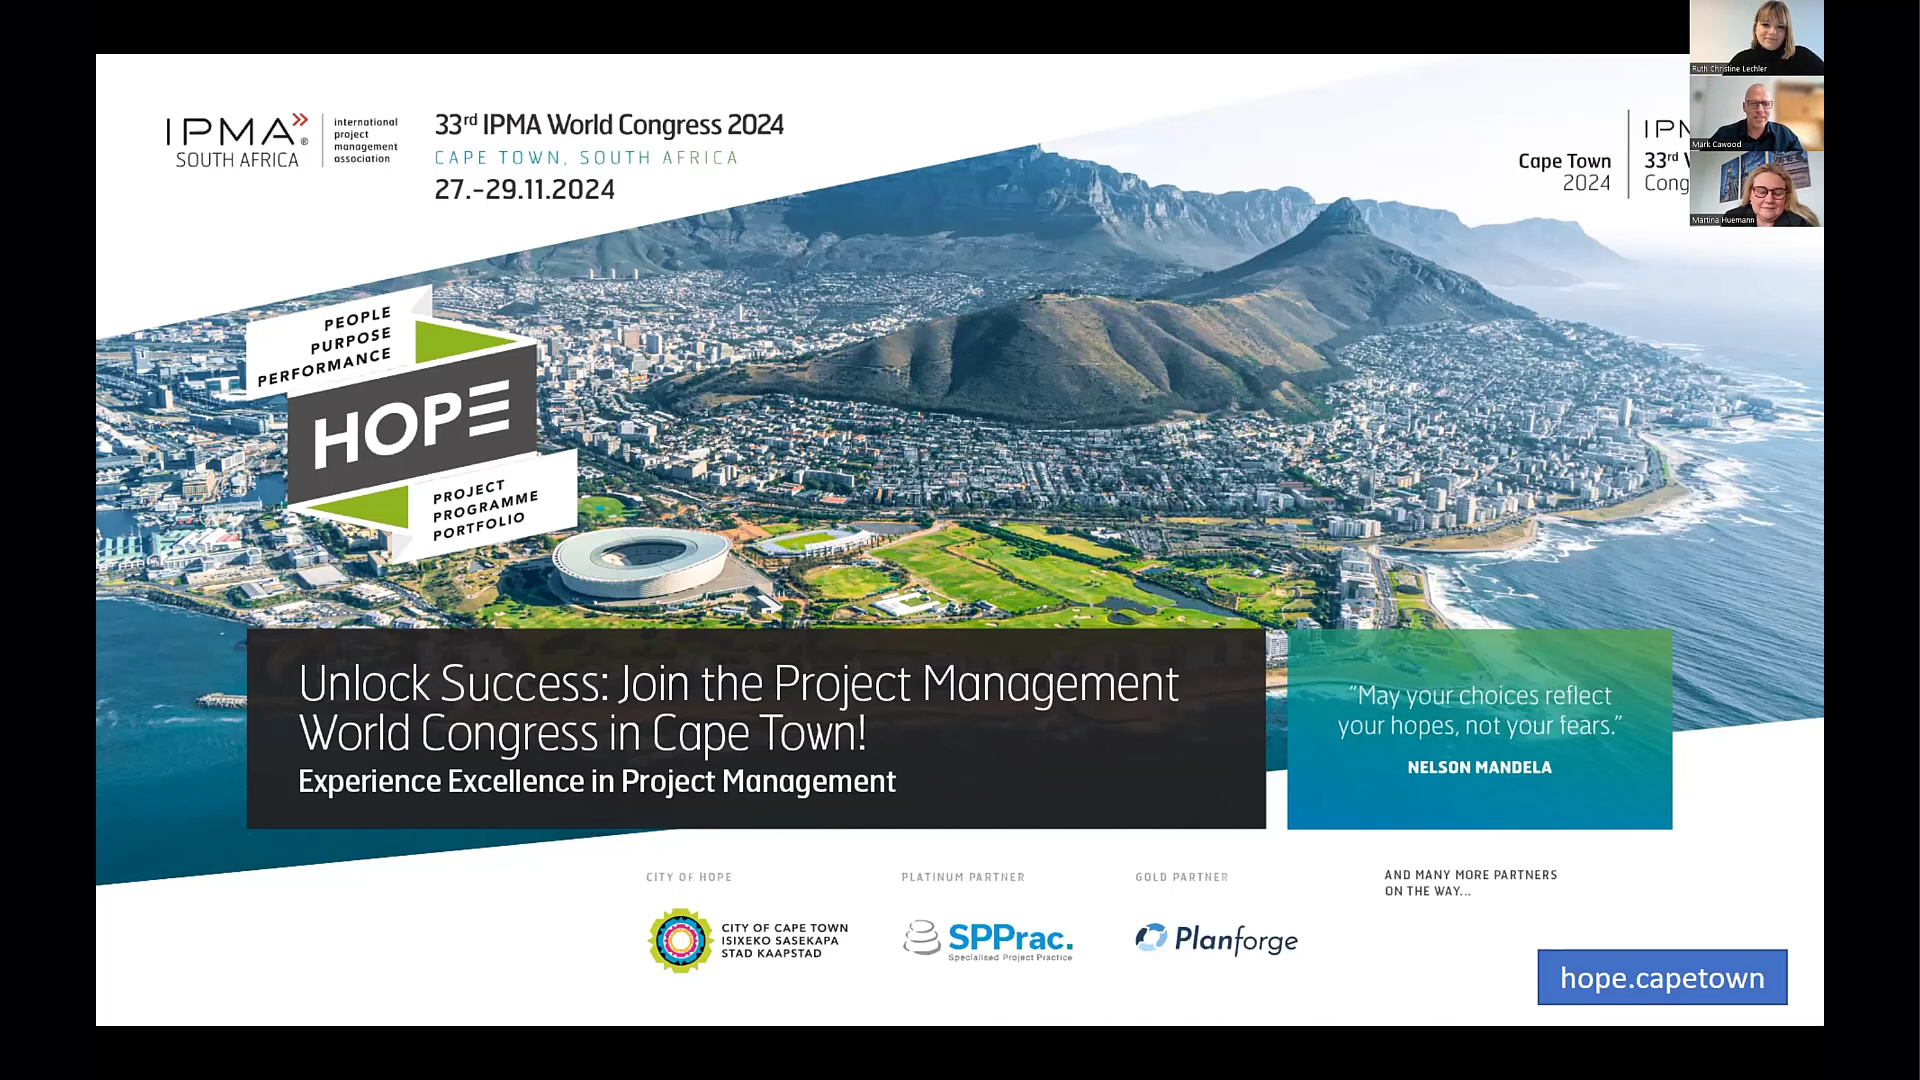 IPMA®
SOUTH AFRICA
international
project
management
association
33rd IPMA World Congress 2024
CAPE TOWN, SOUTH AFRICA
27.-29.11.2024
Cape Town
2024
33rd
Ruth Christine Lechler
Mark Cawood
Martina Huemann
PEOPLE
PURPOSE
PERFORMANCE
HOPE
PROJECT
PROGRAMME
PORTFOLIO
Unlock Success: Join the Project Management
World Congress in Cape Town!
Experience Excellence in Project Management
"May your choices reflect
your hopes, not your fears."
NELSON MANDELA
CITY OF HOPE
CITY OF CAPE TOWN
ISIXEKO SASEKAPA
STAD KAAPSTAD
PLATINUM PARTNER
SPPrac.
Specialised Project Practice
GOLD PARTNER
Planforge
AND MANY MORE PARTNERS
ON THE WAY...
hope.capetown